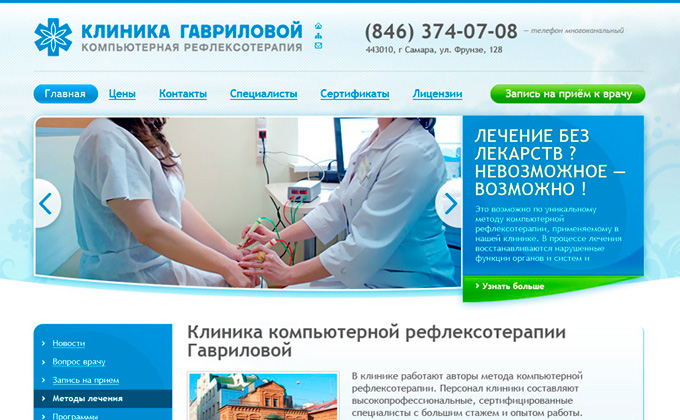 КЛИНИКА ГАВРИЛОВОЙ
КОМПЬЮТЕРНАЯ РЕФЛЕКСОТЕРАПИЯ
(846) 374-07-08 — телефон многоканальный
443010, г Самара, ул. Фрунзе, 128
Главная Цены Контакты Специалисты Сертификаты Лицензии Запись на приём к врачу
ЛЕЧЕНИЕ БЕЗ
ЛЕКАРСТВ ?
НЕВОЗМОЖНОЕ —
ВОЗМОЖНО !
Это возможно по уникальному
методу компьютерной
рефлексотерапии, применяемому в
нашей клинике. В процессе лечения
восстанавливаются нарушенные
функции органов и систем и
Узнать больше
Новости
Вопрос врачу
Запись на прием
Методы лечения
Программы
Клиника компьютерной рефлексотерапии
Гавриловой
В клинике работают авторы метода компьютерной
рефлексотерапии. Персонал клиники составляют
высокопрофессиональные, сертифицированные
специалисты с большим стажем и опытом работы.